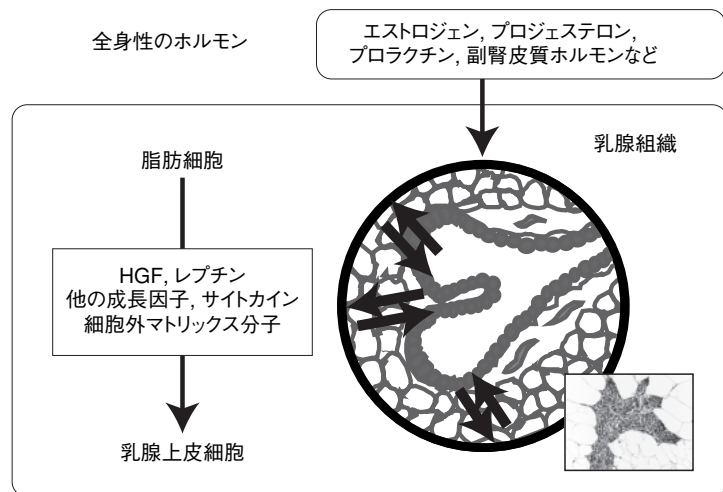 全身性のホルモン
エストロジェン, プロジェステロン,
プロラクチン, 副腎皮質ホルモンなど
乳腺組織
脂肪細胞
HGF, レプチン
他の成長因子, サイトカイン
細胞外マトリックス分子
乳腺上皮細胞